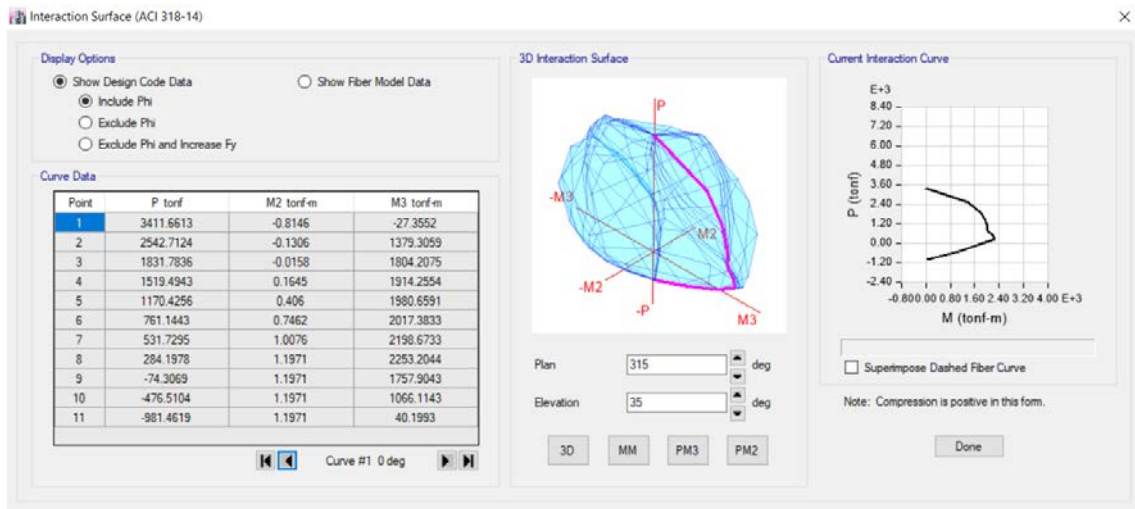 Interaction Surface (ACI 318-14)
Display Options
Show Design Code Data
Show Fiber Model Data
Include Phi
Exclude Phi
Exclude Phi and Increase Fy
Curve Data
Point P tonf M2 tonf-m M3 tonf-m
1 3411.6613 -0.8146 -27.3552
2 2542.7124 -0.1306 1379.3059
3 1831.7836 -0.0158 1804.2075
4 1519.4943 0.1645 1914.2554
5 1170.4256 0.406 1980.6591
6 761.1443 0.7462 2017.3833
7 531.7295 1.0076 2198.6733
8 284.1978 1.1971 2253.2044
9 -74.3069 1.1971 1757.9043
10 -476.5104 1.1971 1066.1143
11 -981.4619 1.1971 40.1993
Curve #1 0 deg
3D Interaction Surface
P
-M3
M2
-M2
-P
M3
Plan 315 deg
Elevation 35 deg
3D MM PM3 PM2
Current Interaction Curve
E+3
8.40
7.20
6.00
4.80
3.60
2.40
1.20
0.00
-1.20
-2.40
P (tonf)
-0.80 0.00 0.80 1.60 2.40 3.20 4.00 E+3
M (tonf-m)
Superimpose Dashed Fiber Curve
Note: Compression is positive in this form.
Done